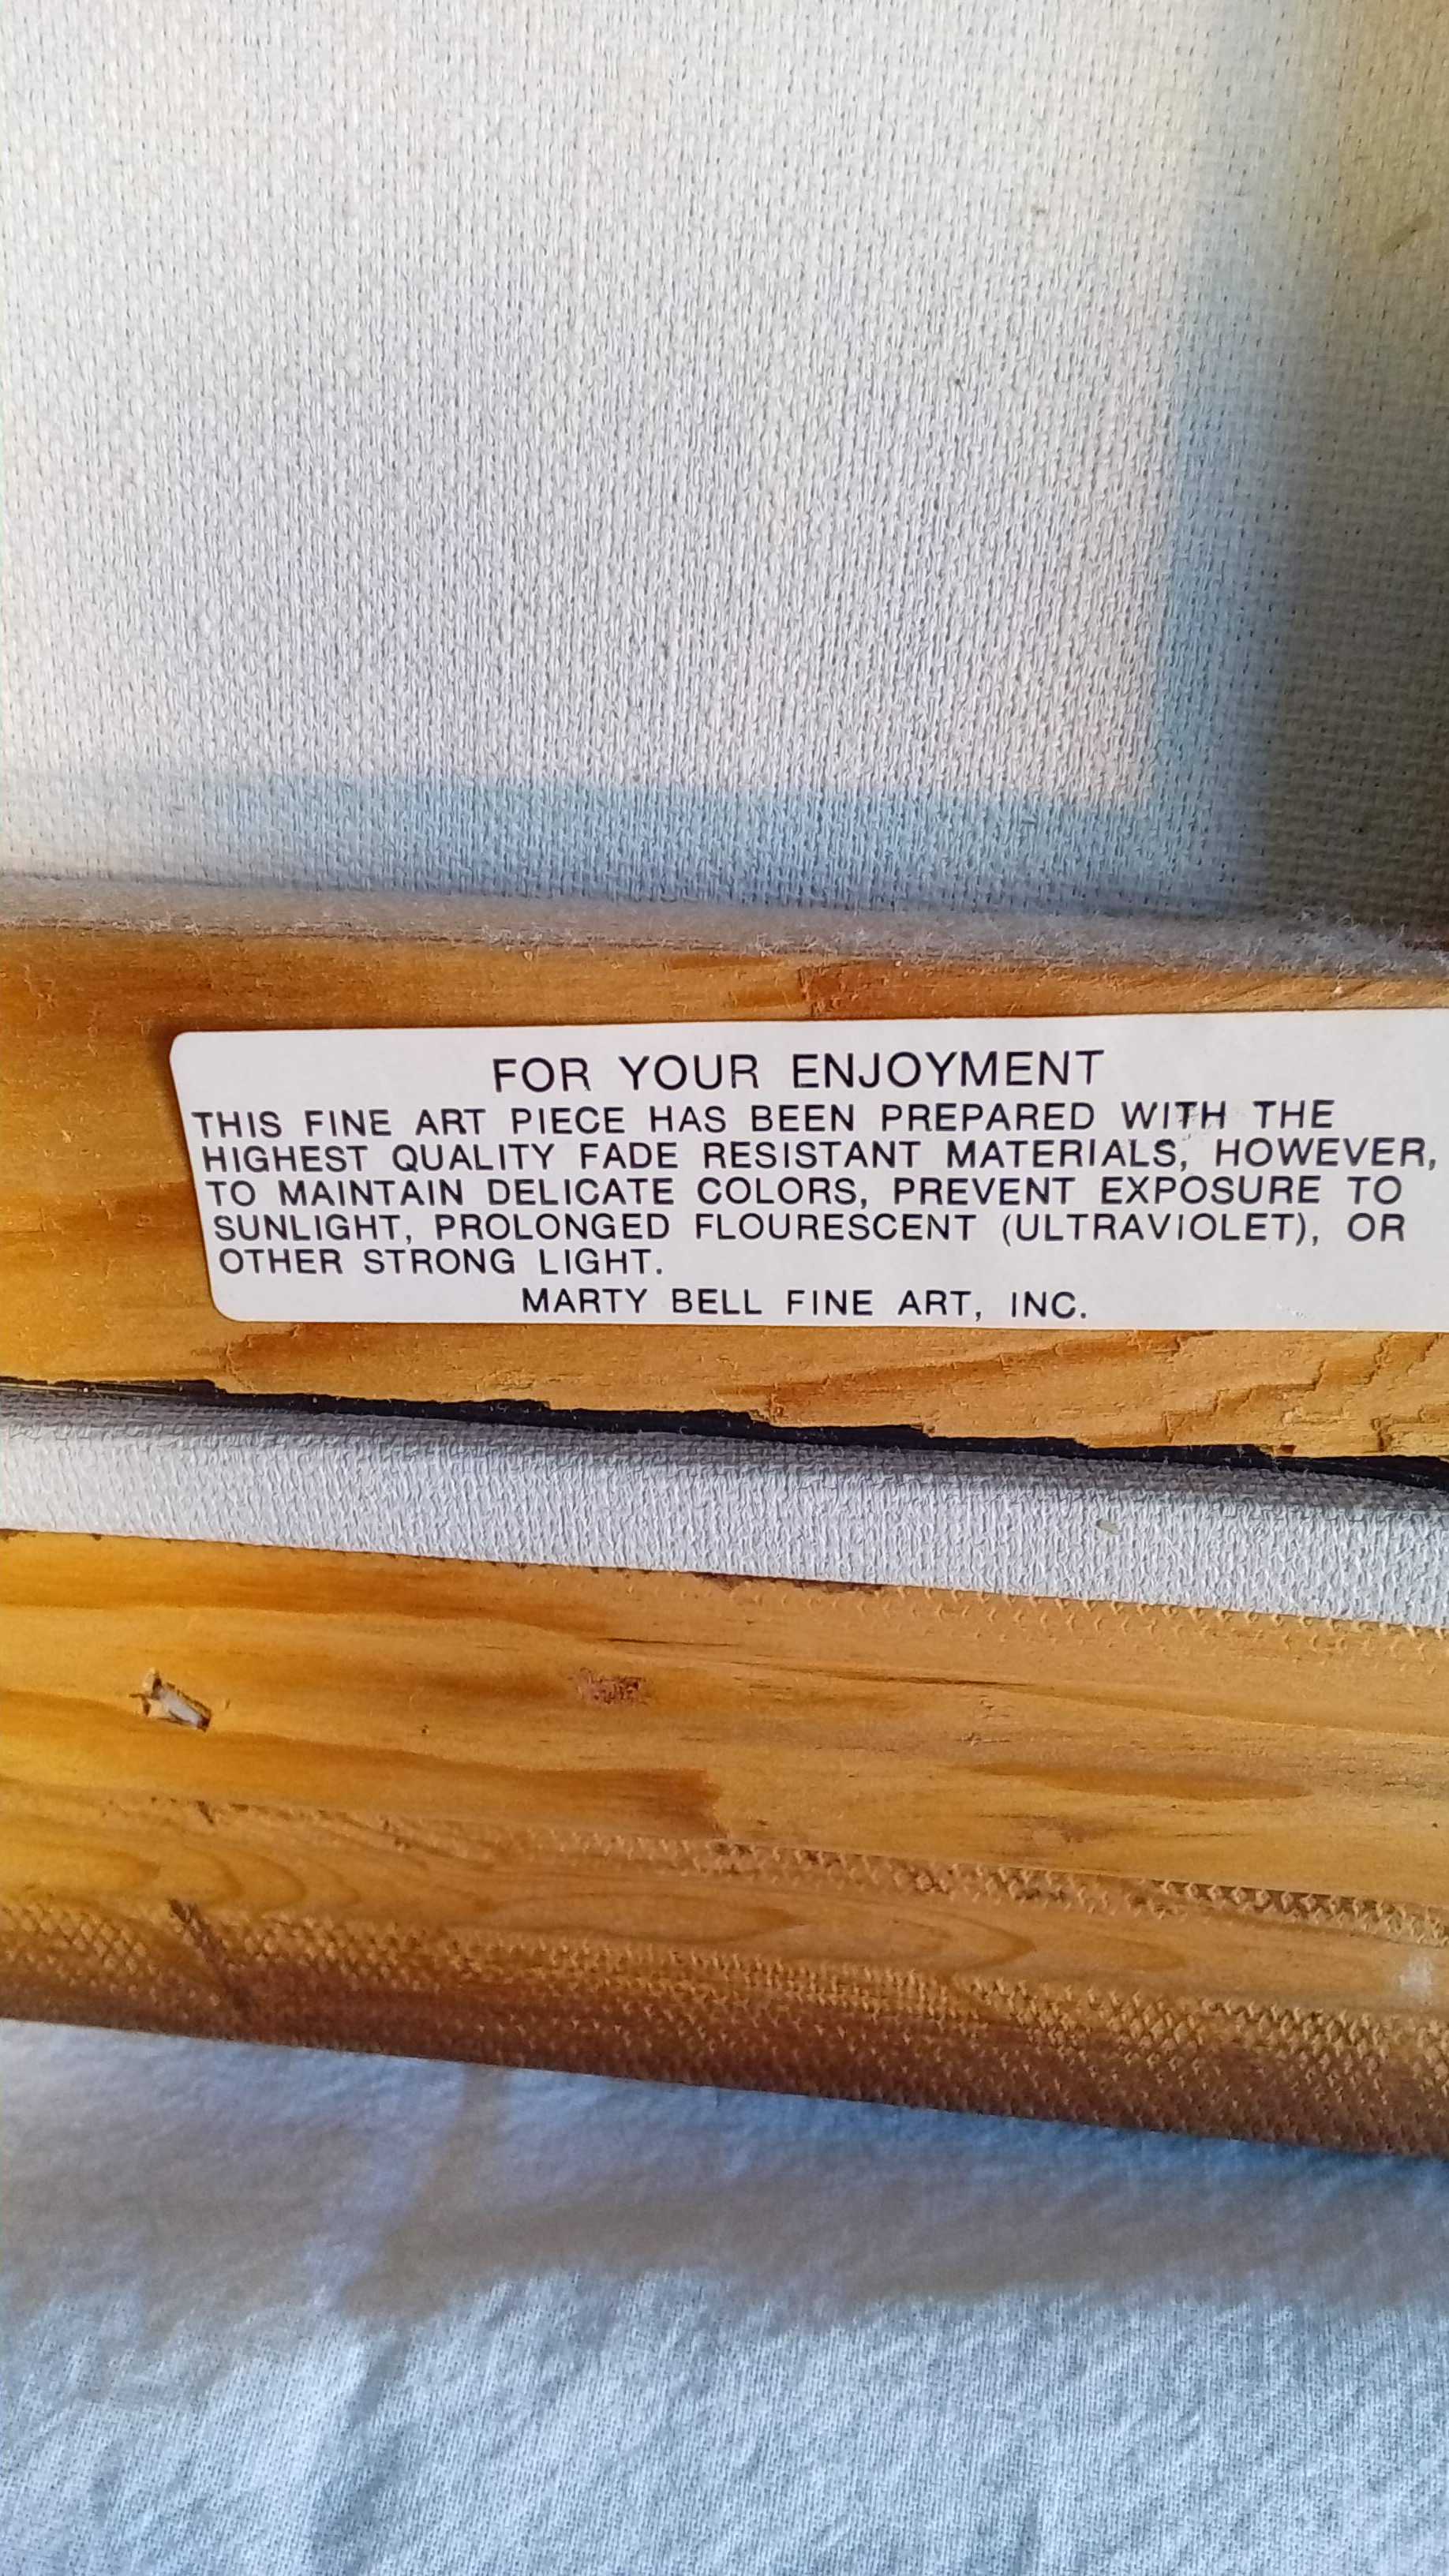 FOR YOUR ENJOYMENT
THIS FINE ART PIECE HAS BEEN PREPARED WITH THE
HIGHEST QUALITY FADE RESISTANT MATERIALS, HOWEVER,
TO MAINTAIN DELICATE COLORS, PREVENT EXPOSURE TO
SUNLIGHT, PROLONGED FLOURESCENT (ULTRAVIOLET), OR
OTHER STRONG LIGHT.
MARTY BELL FINE ART, INC.